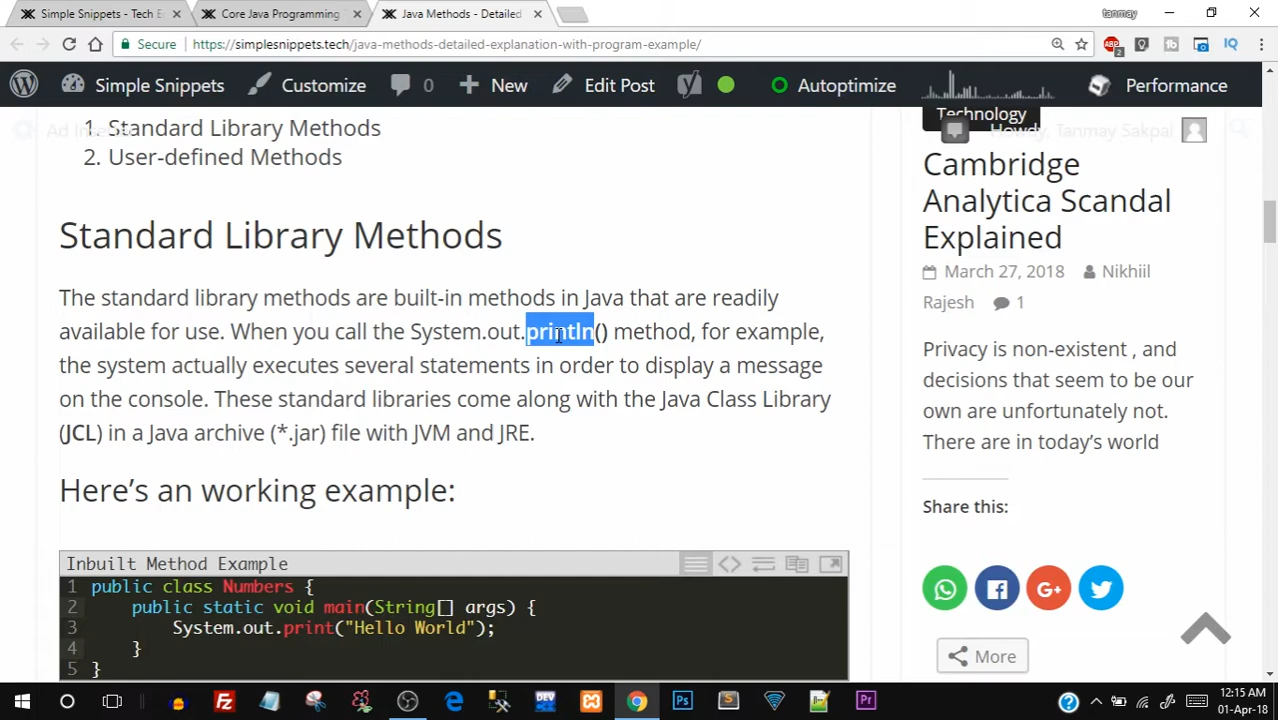 Simple Snippets - Tech E
Core Java Programming T
Java Methods - Detailed
tanmay
Secure
https://simplesnippets.tech/java-methods-detailed-explanation-with-program-example/
Simple Snippets
Customize
0
New
Edit Post
Autoptimize
Performance
Howdy, Tanmay Sakpal
1. Standard Library Methods
2. User-defined Methods
Standard Library Methods
The standard library methods are built-in methods in Java that are readily
available for use. When you call the System.out.println() method, for example,
the system actually executes several statements in order to display a message
on the console. These standard libraries come along with the Java Class Library
(JCL) in a Java archive (*.jar) file with JVM and JRE.
Here’s an working example:
Inbuilt Method Example
1 public class Numbers {
2 public static void main(String[] args) {
3 System.out.print("Hello World");
4 }
5 }
Technology
Cambridge
Analytica Scandal
Explained
March 27, 2018 Nikhiil
Rajesh 1
Privacy is non-existent , and
decisions that seem to be our
own are unfortunately not.
There are in today’s world
Share this:
More
12:15 AM
01-Apr-18